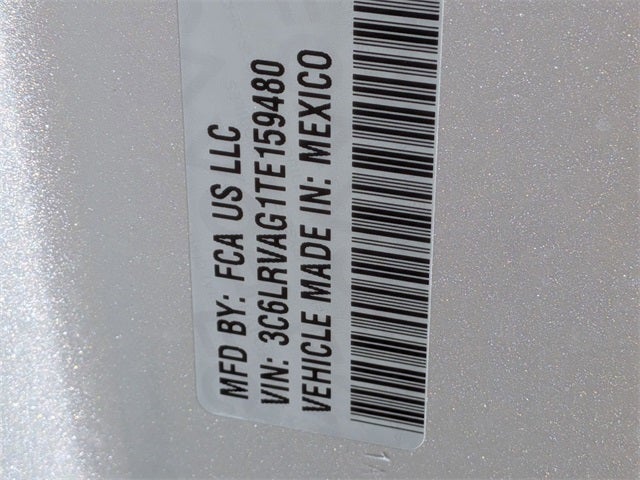 MFD BY: FCA US LLC
VIN: 3C6LRVAG1TE159480
VEHICLE MADE IN: MEXICO